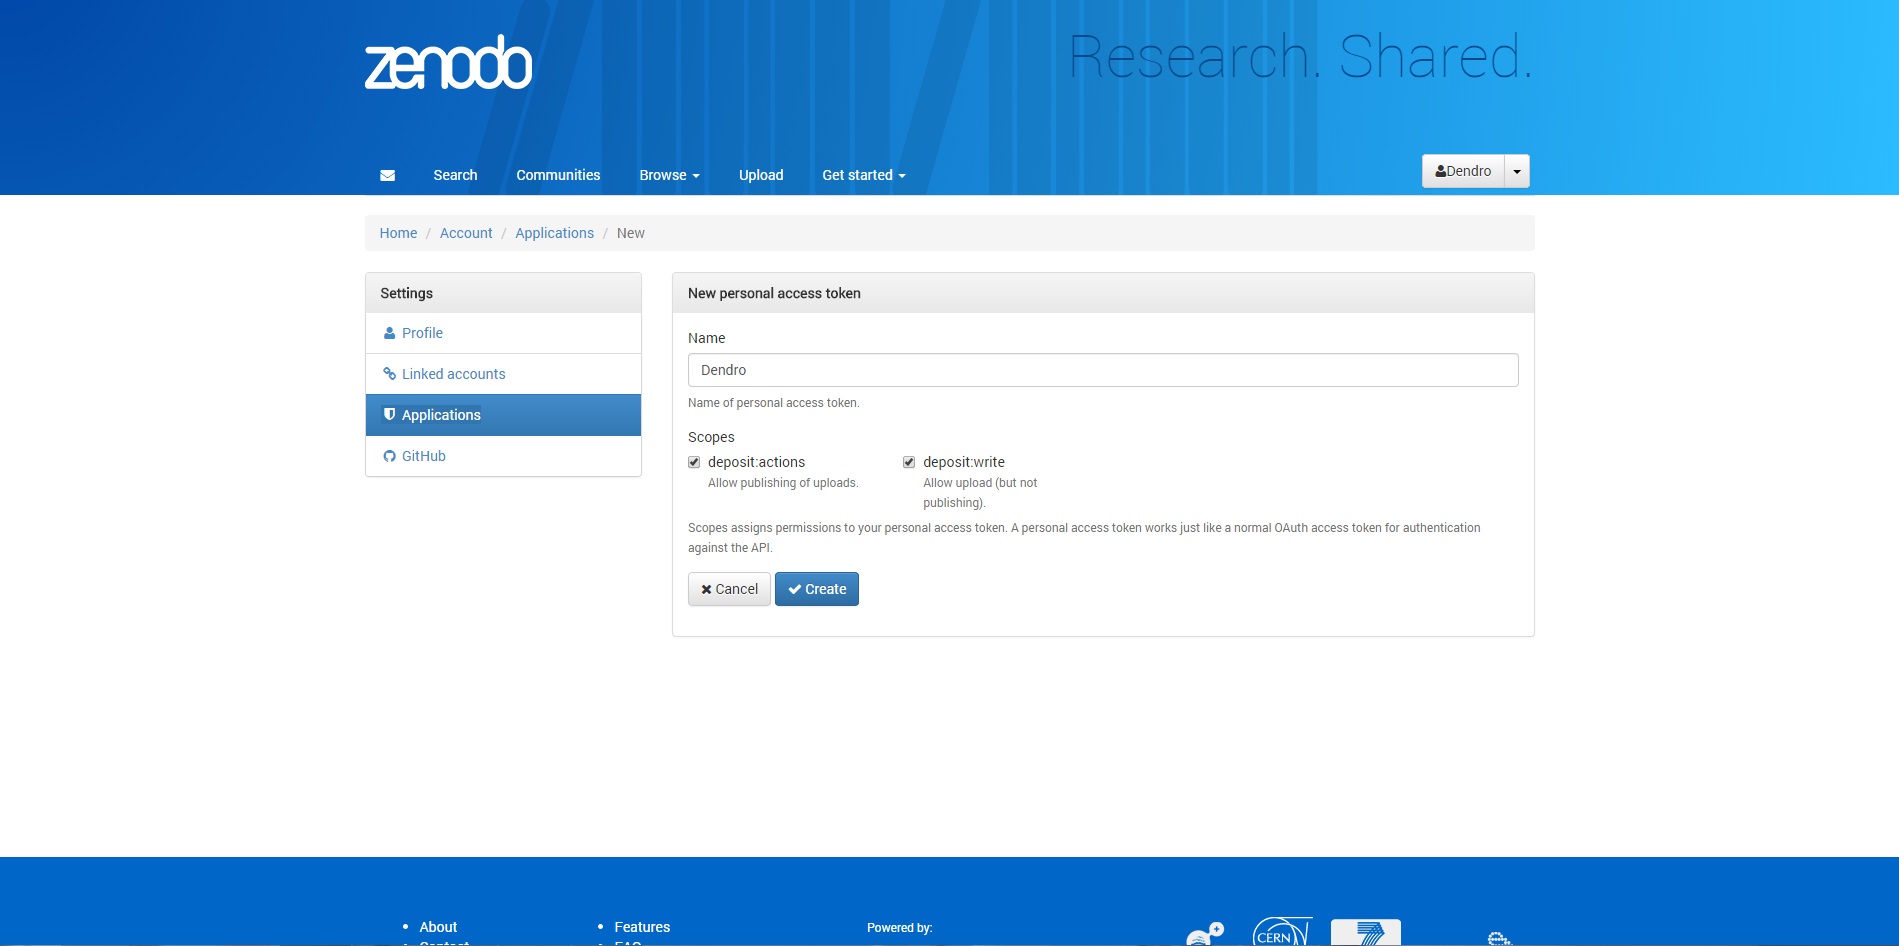 zenodo
Research. Shared.
Search Communities Browse Upload Get started
Dendro
Home / Account / Applications / New
Settings
Profile
Linked accounts
Applications
GitHub
New personal access token
Name
Dendro
Name of personal access token.
Scopes
deposit:actions
Allow publishing of uploads.
deposit:write
Allow upload (but not
publishing).
Scopes assigns permissions to your personal access token. A personal access token works just like a normal OAuth access token for authentication
against the API.
Cancel Create
About
Features
Powered by:
CERN
7